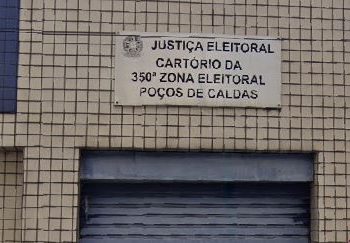 JUSTIÇA ELEITORAL
CARTÓRIO DA
350ª ZONA ELEITORAL
POÇOS DE CALDAS